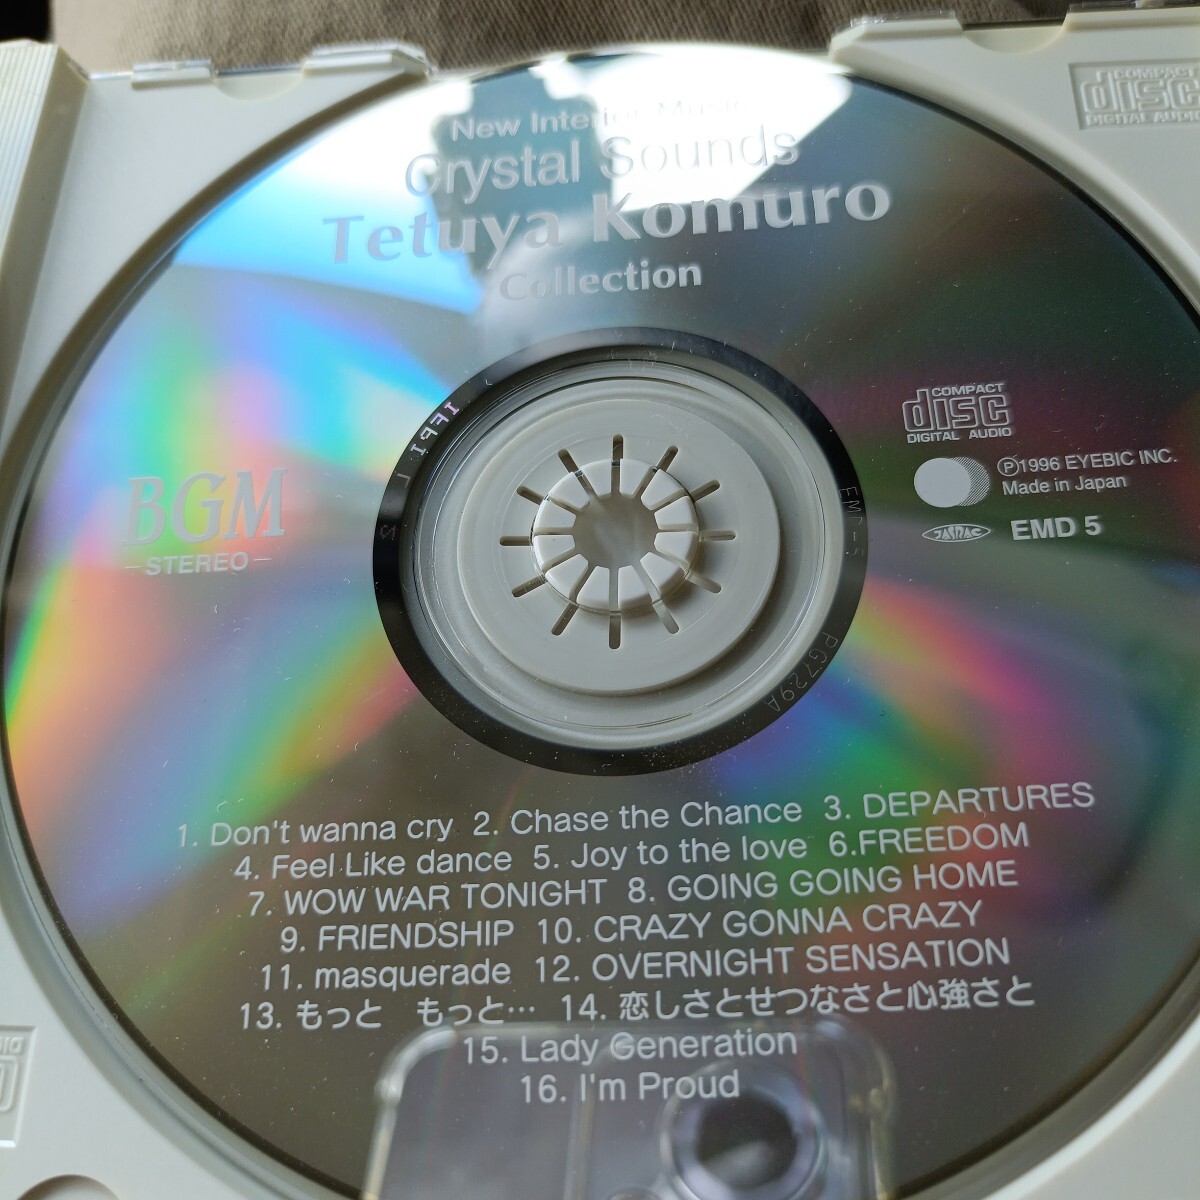 New Interior Music
Crystal Sounds
Tetuya Komuro
Collection
COMPACT
disc
DIGITAL AUDIO
COMPACT
disc
DIGITAL AUDIO
BGM
-STEREO-
IFPI L
Ⓟ1996 EYEBIC INC.
Made in Japan
JASRAC
EMD 5
PG729A
1. Don't wanna cry 2. Chase the Chance 3. DEPARTURES
4. Feel Like dance 5. Joy to the love 6.FREEDOM
7. WOW WAR TONIGHT 8. GOING GOING HOME
9. FRIENDSHIP 10. CRAZY GONNA CRAZY
11. masquerade 12. OVERNIGHT SENSATION
13. もっと もっと… 14. 恋しさとせつなさと心強さと
15. Lady Generation
16. I'm Proud